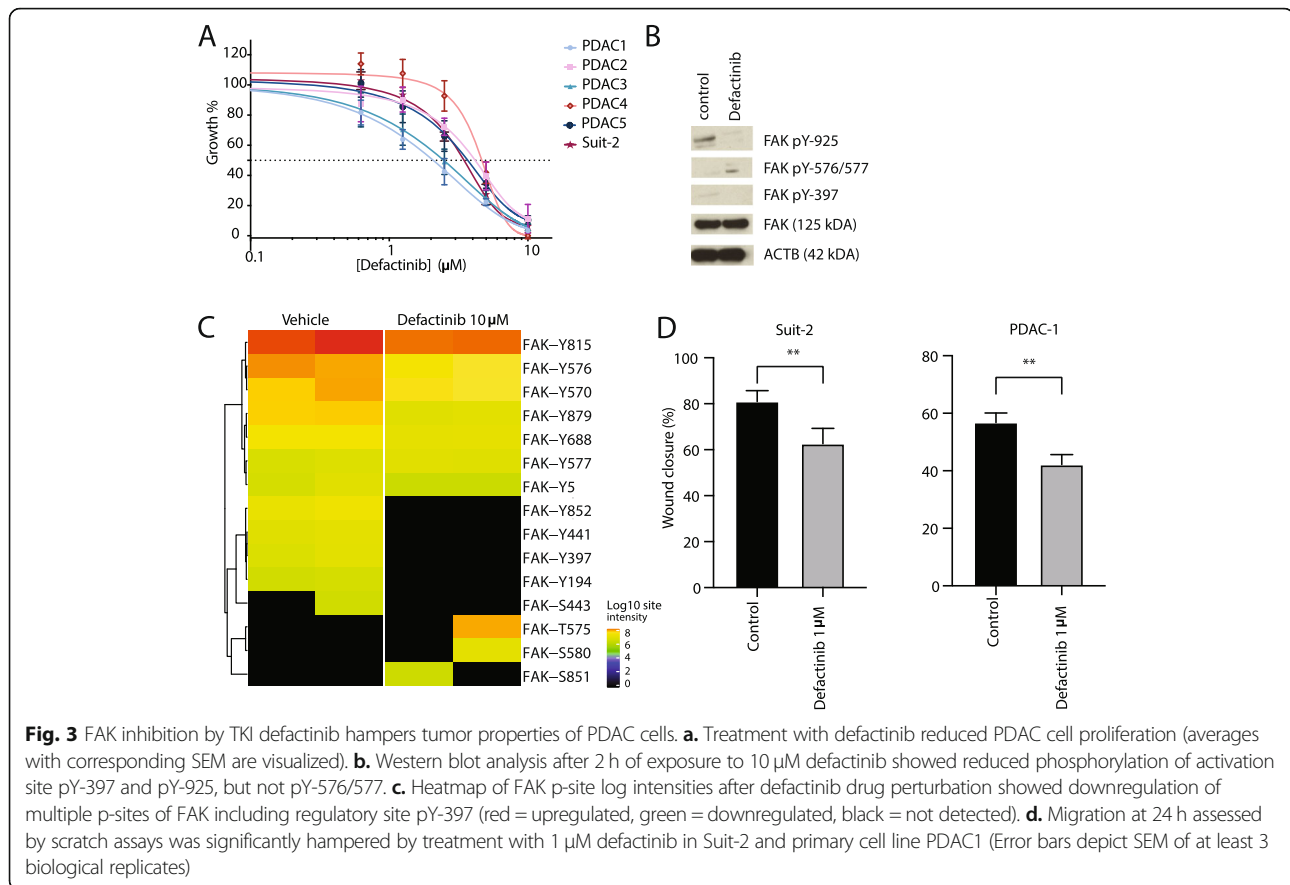 A
120
100
80
60
40
20
0
Growth %
0.1
1
10
[Defactinib] (µM)
PDAC1
PDAC2
PDAC3
PDAC4
PDAC5
Suit-2
B
control
Defactinib
FAK pY-925
FAK pY-576/577
FAK pY-397
FAK (125 kDA)
ACTB (42 kDA)
C
Vehicle
Defactinib 10 µM
FAK–Y815
FAK–Y576
FAK–Y570
FAK–Y879
FAK–Y688
FAK–Y577
FAK–Y5
FAK–Y852
FAK–Y441
FAK–Y397
FAK–Y194
FAK–S443
FAK–T575
FAK–S580
FAK–S851
Log10 site
intensity
8
6
4
2
0
D
Suit-2
**
100
80
60
40
20
0
Wound closure (%)
Control
Defactinib 1 µM
PDAC-1
**
80
60
40
20
0
Control
Defactinib 1 µM
Fig. 3 FAK inhibition by TKI defactinib hampers tumor properties of PDAC cells. a. Treatment with defactinib reduced PDAC cell proliferation (averages
with corresponding SEM are visualized). b. Western blot analysis after 2 h of exposure to 10 µM defactinib showed reduced phosphorylation of activation
site pY-397 and pY-925, but not pY-576/577. c. Heatmap of FAK p-site log intensities after defactinib drug perturbation showed downregulation of
multiple p-sites of FAK including regulatory site pY-397 (red = upregulated, green = downregulated, black = not detected). d. Migration at 24 h assessed
by scratch assays was significantly hampered by treatment with 1 µM defactinib in Suit-2 and primary cell line PDAC1 (Error bars depict SEM of at least 3
biological replicates)